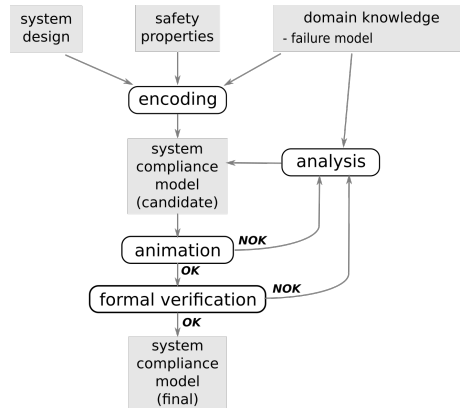 system
design
safety
properties
domain knowledge
- failure model
encoding
system
compliance
model
(candidate)
analysis
animation
NOK
OK
formal verification
NOK
OK
system
compliance
model
(final)